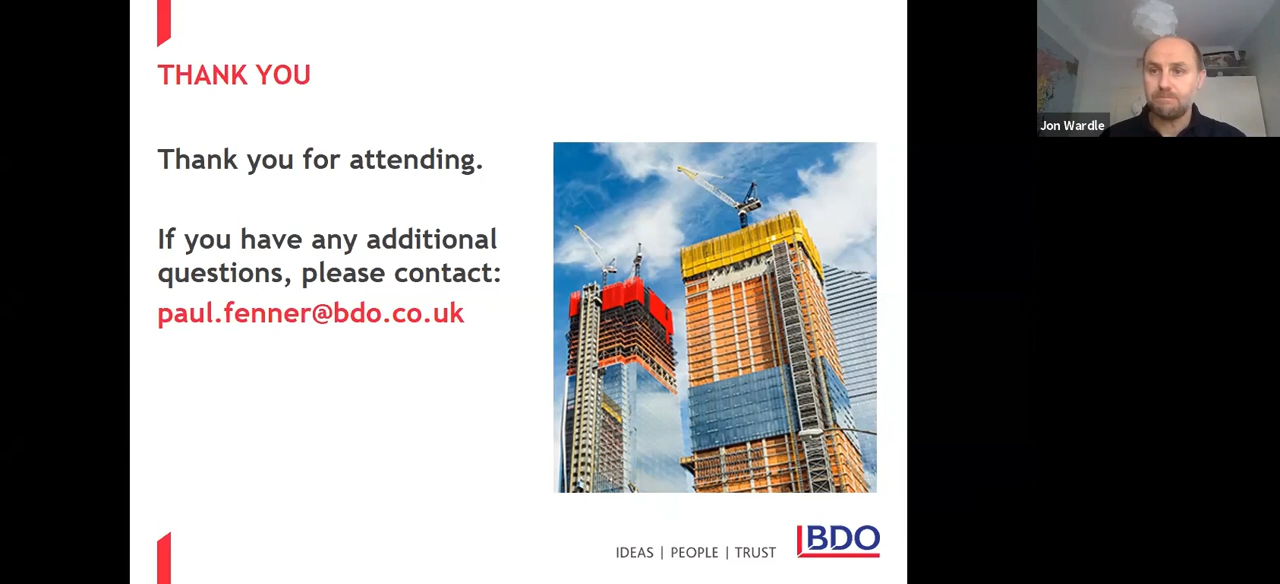 THANK YOU
Thank you for attending.
If you have any additional
questions, please contact:
paul.fenner@bdo.co.uk
IDEAS | PEOPLE | TRUST
BDO
Jon Wardle